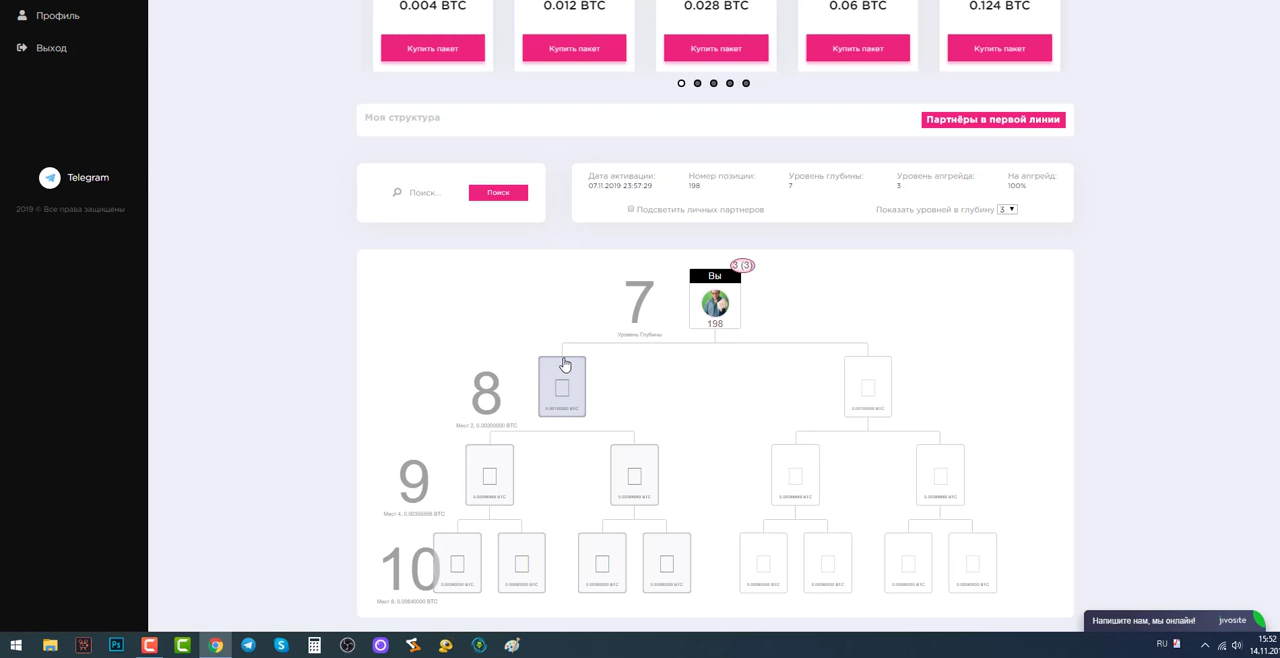 Профиль
Выход
Telegram
2019 © Все права защищены
0.004 BTC
0.012 BTC
0.028 BTC
0.06 BTC
0.124 BTC
Купить пакет
Купить пакет
Купить пакет
Купить пакет
Купить пакет
Моя структура
Партнёры в первой линии
Поиск...
Поиск
Дата активации:
07.11.2019 23:57:29
Номер позиции:
198
Уровень глубины:
7
Уровень апгрейда:
3
На апгрейд:
100%
Подсветить личных партнеров
Показать уровней в глубину 3
3 (3)
Вы
198
7
Уровень Глубины
8
9
10
Напишите нам, мы онлайн! jivosite
RU
15:52
14.11.20